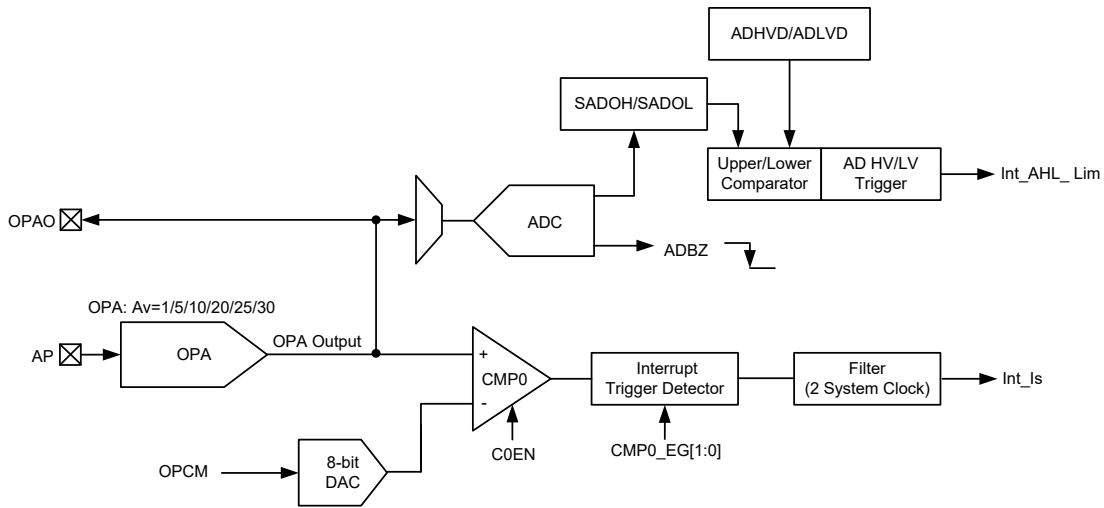 ADHVD/ADLVD
SADOH/SADOL
Upper/Lower
Comparator
AD HV/LV
Trigger
Int_AHL_ Lim
OPAO
ADC
ADBZ
OPA: Av=1/5/10/20/25/30
AP
OPA
OPA Output
+
CMP0
-
C0EN
Interrupt
Trigger Detector
CMP0_EG[1:0]
Filter
(2 System Clock)
Int_Is
OPCM
8-bit
DAC